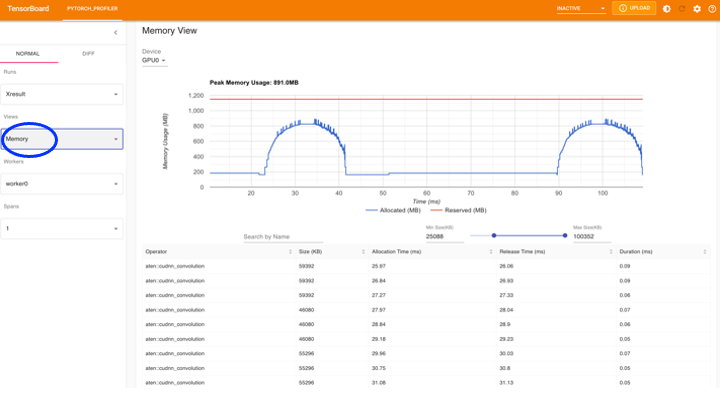 TensorBoard PYTORCH_PROFILER INACTIVE UPLOAD
NORMAL DIFF
Runs
Xresult
Views
Memory
Workers
worker0
Spans
1
Memory View
Device
GPU0
Peak Memory Usage: 891.0MB
Memory Usage (MB)
1,200
1,000
800
600
400
200
0
20 30 40 50 60 70 80 90 100
Time (ms)
Allocated (MB) Reserved (MB)
Search by Name
Min Size(KB)
25088
Max Size(KB)
100352
Operator Size (KB) Allocation Time (ms) Release Time (ms) Duration (ms)
aten::cudnn_convolution 59392 25.97 26.06 0.09
aten::cudnn_convolution 59392 26.84 26.93 0.09
aten::cudnn_convolution 59392 27.27 27.33 0.06
aten::cudnn_convolution 46080 27.97 28.04 0.07
aten::cudnn_convolution 46080 28.84 28.9 0.06
aten::cudnn_convolution 46080 29.18 29.23 0.05
aten::cudnn_convolution 55296 29.96 30.03 0.07
aten::cudnn_convolution 55296 30.75 30.8 0.05
aten::cudnn_convolution 55296 31.08 31.13 0.05